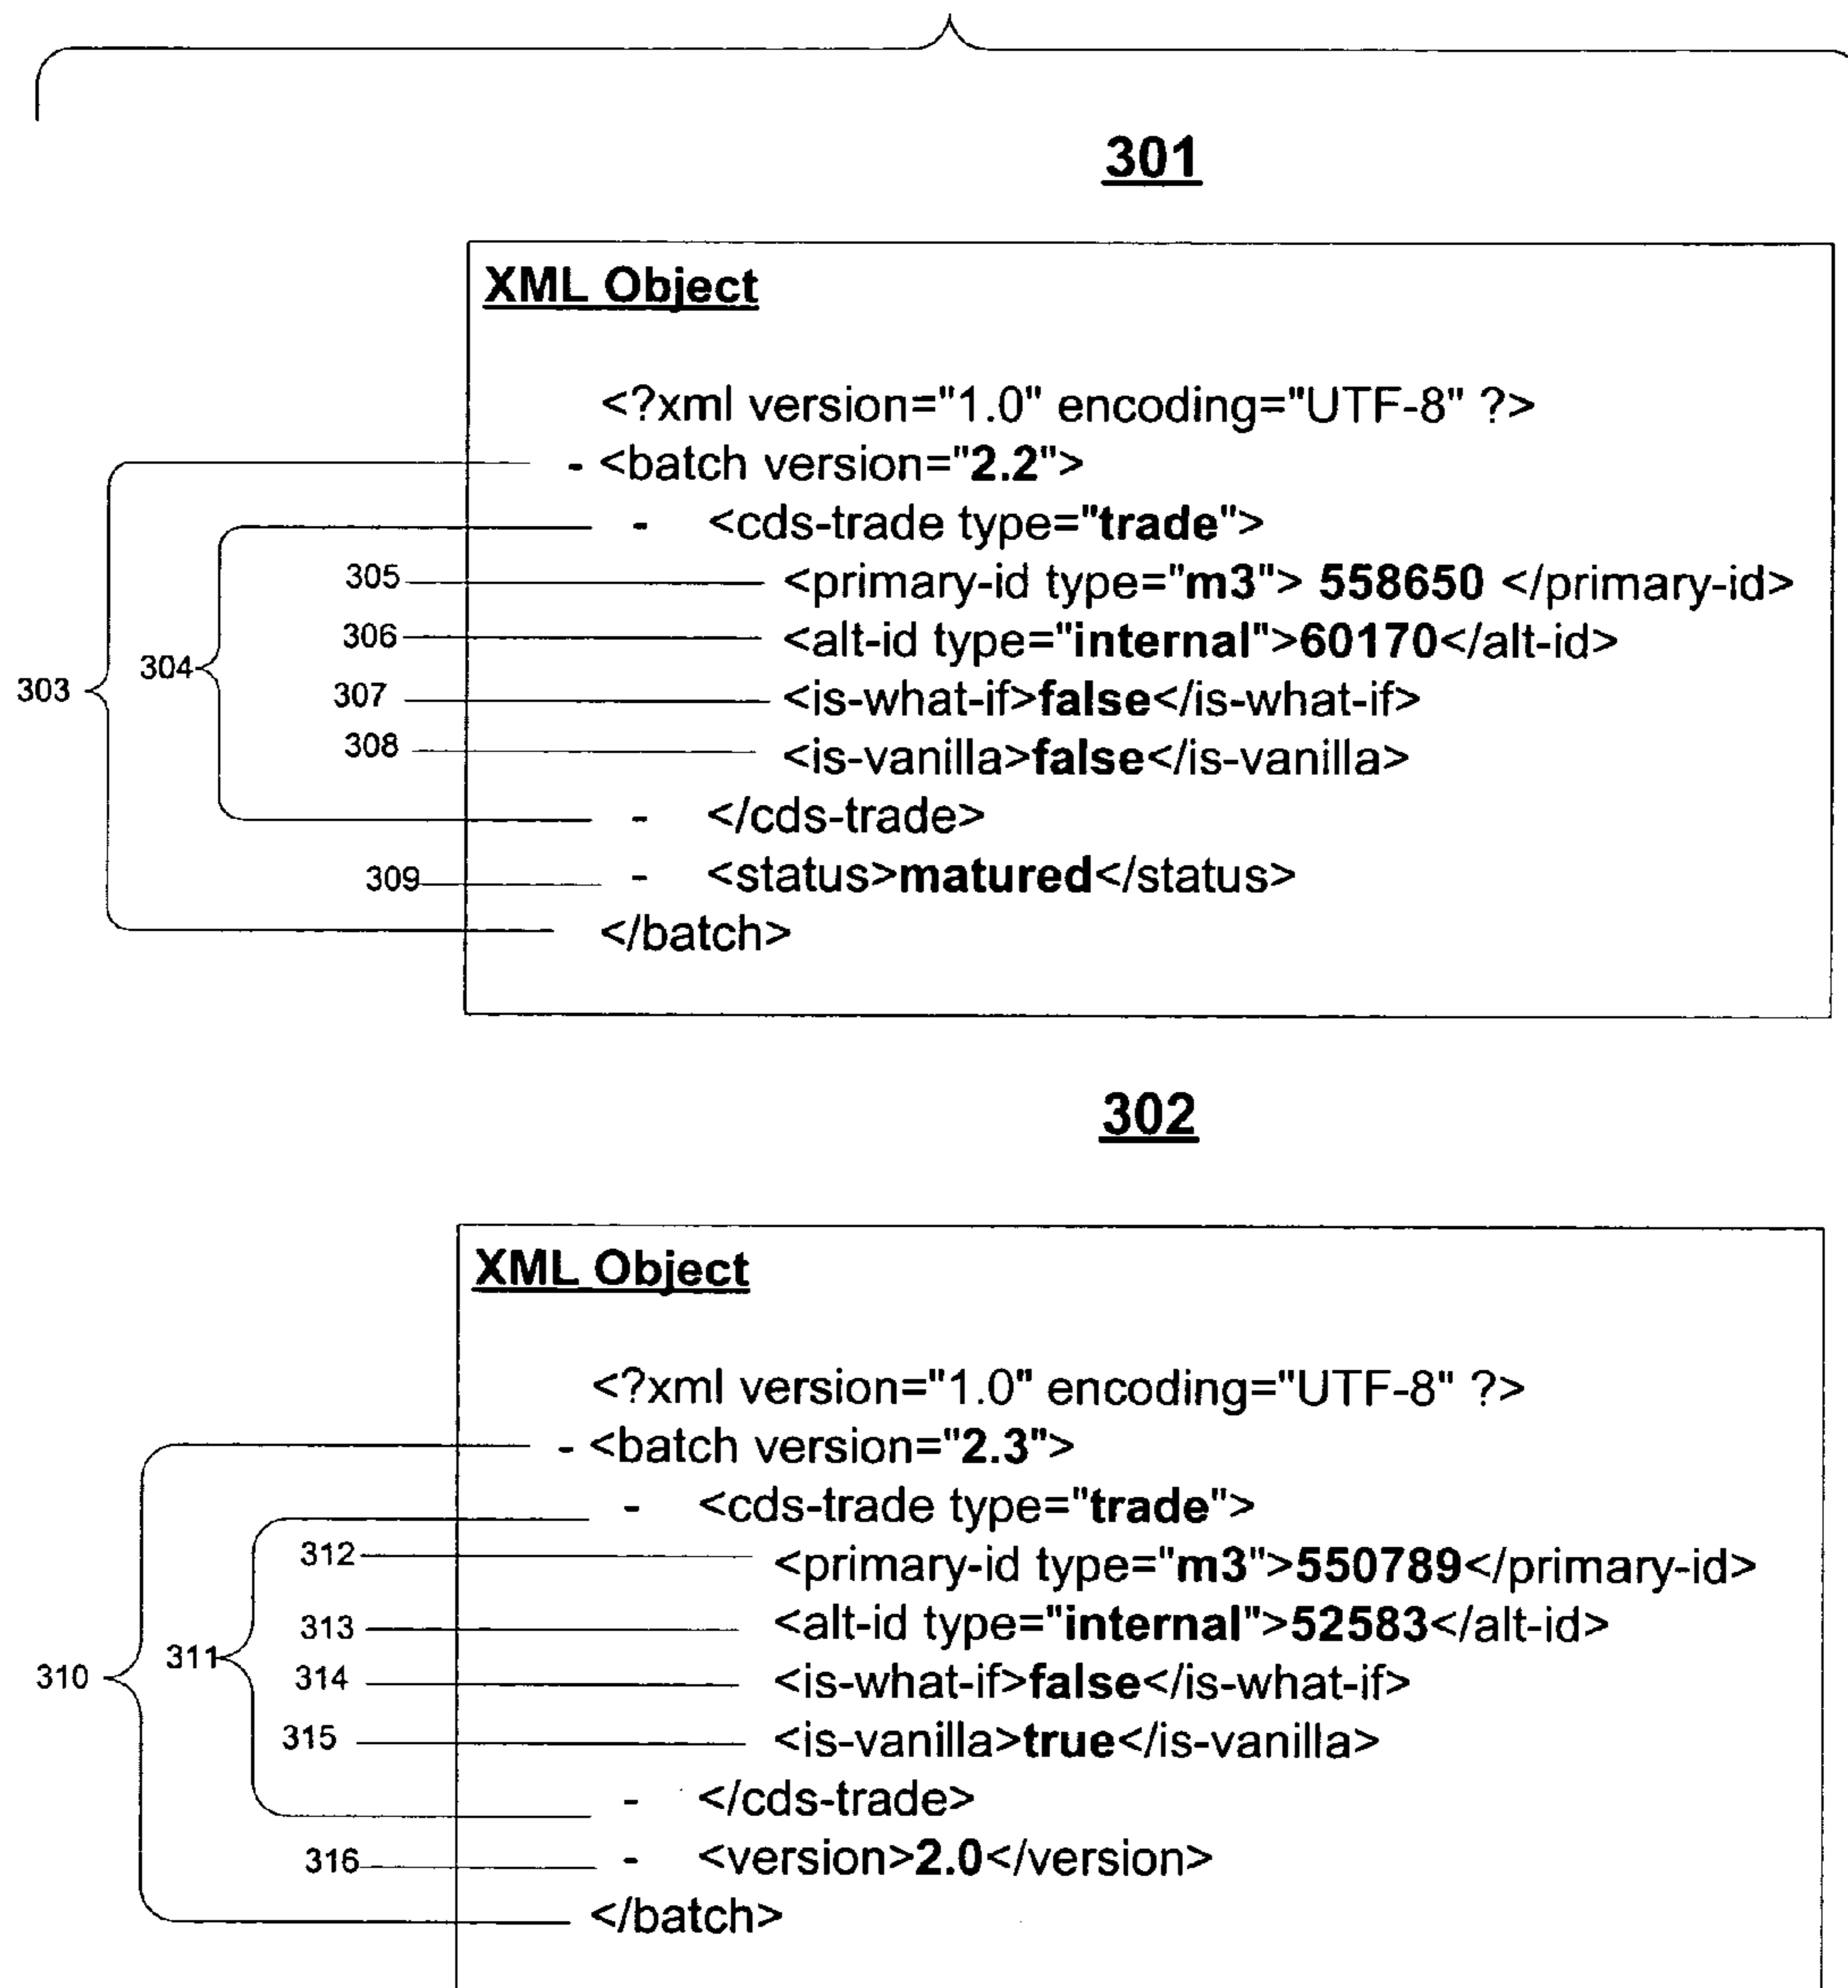 301
XML Object
<?xml version="1.0" encoding="UTF-8" ?>
- <batch version="2.2">
- <cds-trade type="trade">
305 <primary-id type="m3"> 558650 </primary-id>
306 <alt-id type="internal">60170</alt-id>
303 304 307 <is-what-if>false</is-what-if>
308 <is-vanilla>false</is-vanilla>
- </cds-trade>
309 - <status>matured</status>
</batch>
302
XML Object
<?xml version="1.0" encoding="UTF-8" ?>
- <batch version="2.3">
- <cds-trade type="trade">
312 <primary-id type="m3">550789</primary-id>
313 <alt-id type="internal">52583</alt-id>
310 311 314 <is-what-if>false</is-what-if>
315 <is-vanilla>true</is-vanilla>
- </cds-trade>
316 - <version>2.0</version>
</batch>